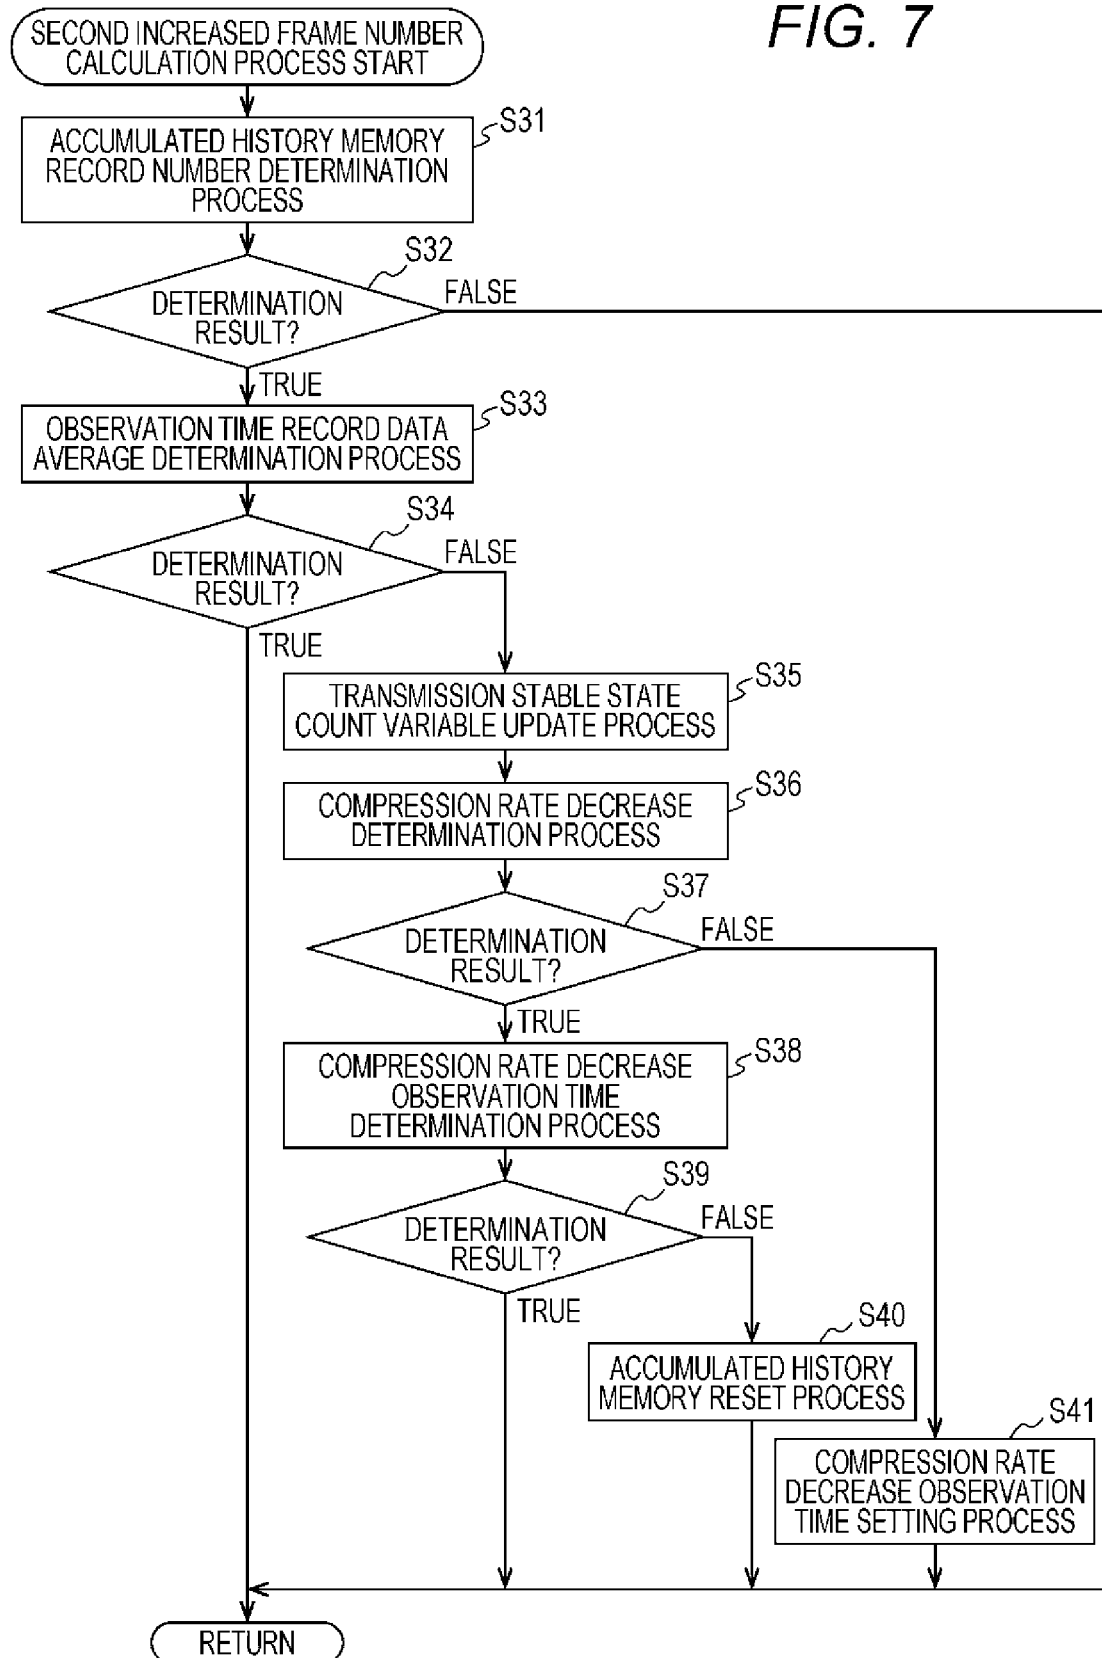 FIG. 7
SECOND INCREASED FRAME NUMBER
CALCULATION PROCESS START
S31
ACCUMULATED HISTORY MEMORY
RECORD NUMBER DETERMINATION
PROCESS
S32
DETERMINATION
RESULT?
FALSE
TRUE
S33
OBSERVATION TIME RECORD DATA
AVERAGE DETERMINATION PROCESS
S34
DETERMINATION
RESULT?
FALSE
TRUE
S35
TRANSMISSION STABLE STATE
COUNT VARIABLE UPDATE PROCESS
S36
COMPRESSION RATE DECREASE
DETERMINATION PROCESS
S37
DETERMINATION
RESULT?
FALSE
TRUE
S38
COMPRESSION RATE DECREASE
OBSERVATION TIME
DETERMINATION PROCESS
S39
DETERMINATION
RESULT?
FALSE
TRUE
S40
ACCUMULATED HISTORY
MEMORY RESET PROCESS
S41
COMPRESSION RATE
DECREASE OBSERVATION
TIME SETTING PROCESS
RETURN